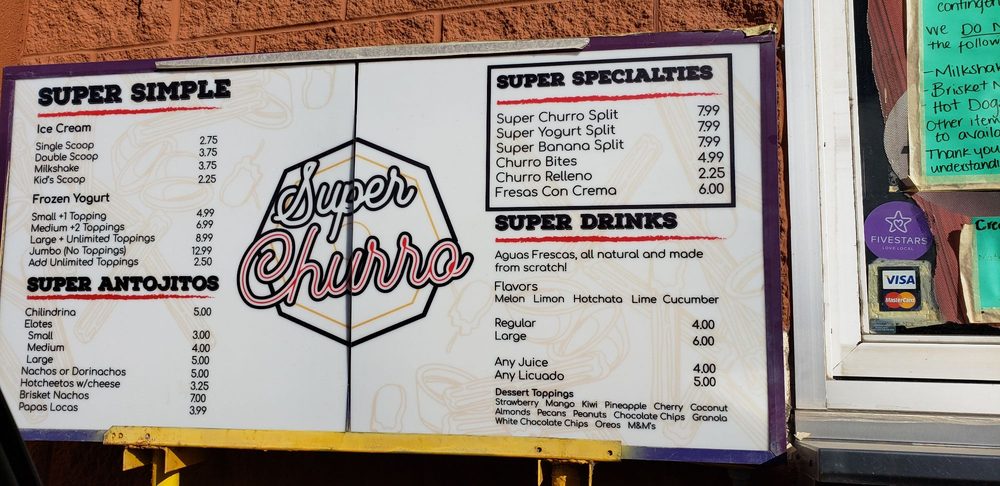 SUPER SIMPLE
Ice Cream
Single Scoop 2.75
Double Scoop 3.75
Milkshake 3.75
Kid's Scoop 2.25
Frozen Yogurt
Small +1 Topping 4.99
Medium +2 Toppings 6.99
Large + Unlimited Toppings 8.99
Jumbo (No Toppings) 12.99
Add Unlimited Toppings 2.50
SUPER ANTOJITOS
Chilindrina 5.00
Elotes
Small 3.00
Medium 4.00
Large 5.00
Nachos or Dorinachos 5.00
Hotcheetos w/cheese 3.25
Brisket Nachos 7.00
Papas Locas 3.99
Super
Churro
SUPER SPECIALTIES
Super Churro Split 7.99
Super Yogurt Split 7.99
Super Banana Split 7.99
Churro Bites 4.99
Churro Relleno 2.25
Fresas Con Crema 6.00
SUPER DRINKS
Aguas Frescas, all natural and made
from scratch!
Flavors
Melon Limon Hotchata Lime Cucumber
Regular 4.00
Large 6.00
Any Juice 4.00
Any Licuado 5.00
Dessert Toppings
Strawberry Mango Kiwi Pineapple Cherry Coconut
Almonds Pecans Peanuts Chocolate Chips Granola
White Chocolate Chips Oreos M&M's
We DO
the
-Milkshak
-Brisket N
-Hot Dog
Other item
to availa
Thank you
understand
FIVESTARS
LOVE LOCAL
VISA
MasterCard
Cre